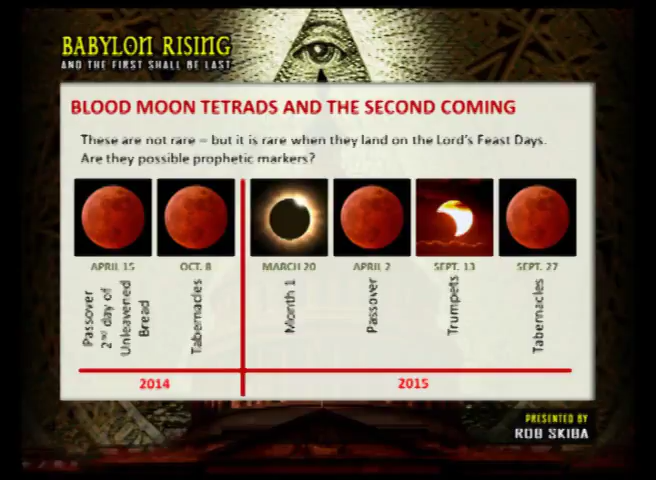 BABYLON RISING
AND THE FIRST SHALL BE LAST
BLOOD MOON TETRADS AND THE SECOND COMING
These are not rare – but it is rare when they land on the Lord's Feast Days.
Are they possible prophetic markers?
APRIL 15
OCT. 8
MARCH 20
APRIL 2
SEPT. 13
SEPT. 27
Passover
2nd day of
Unleavened
Bread
Tabernacles
Month 1
Passover
Trumpets
Tabernacles
2014
2015
PRESENTED BY
ROB SKIBA